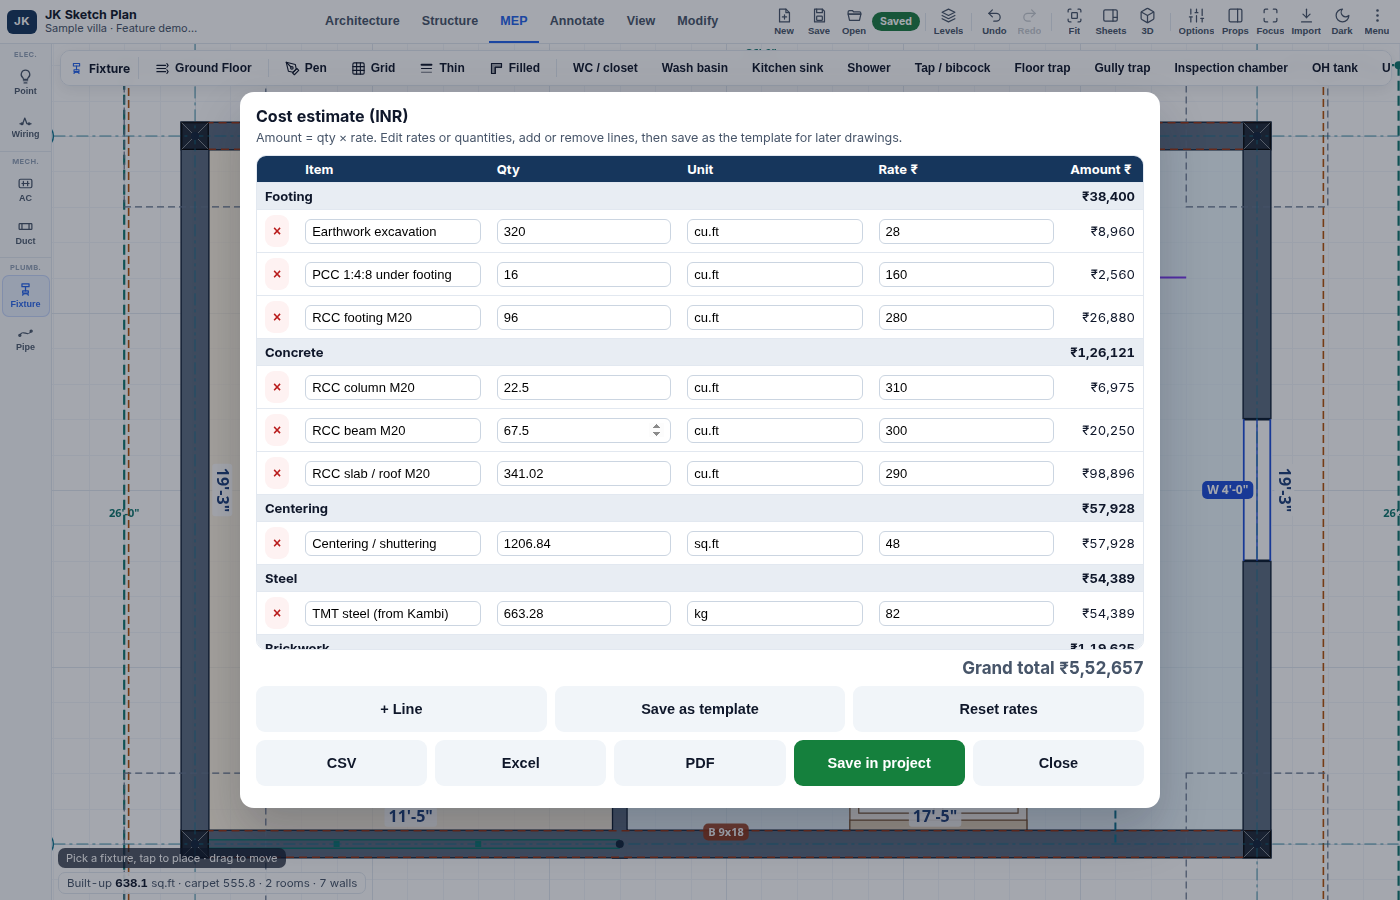 JK
JK Sketch Plan
Sample villa · Feature demo...
Architecture
Structure
MEP
Annotate
View
Modify
New
Save
Open
Saved
Levels
Undo
Redo
Fit
Sheets
3D
Options
Props
Focus
Import
Dark
Menu
ELEC.
Point
Wiring
MECH.
AC
Duct
PLUMB.
Fixture
Pipe
Fixture
Ground Floor
Pen
Grid
Thin
Filled
WC / closet
Wash basin
Kitchen sink
Shower
Tap / bibcock
Floor trap
Gully trap
Inspection chamber
OH tank
Cost estimate (INR)
Amount = qty × rate. Edit rates or quantities, add or remove lines, then save as the template for later drawings.
Item Qty Unit Rate ₹ Amount ₹
Footing ₹38,400
× Earthwork excavation 320 cu.ft 28 ₹8,960
× PCC 1:4:8 under footing 16 cu.ft 160 ₹2,560
× RCC footing M20 96 cu.ft 280 ₹26,880
Concrete ₹1,26,121
× RCC column M20 22.5 cu.ft 310 ₹6,975
× RCC beam M20 67.5 cu.ft 300 ₹20,250
× RCC slab / roof M20 341.02 cu.ft 290 ₹98,896
Centering ₹57,928
× Centering / shuttering 1206.84 sq.ft 48 ₹57,928
Steel ₹54,389
× TMT steel (from Kambi) 663.28 kg 82 ₹54,389
Brickwork ₹1,19,625
Grand total ₹5,52,657
+ Line
Save as template
Reset rates
CSV
Excel
PDF
Save in project
Close
19'-3"
26'-0"
W 4'-0"
19'-3"
11'-5"
17'-5"
B 9x18
Pick a fixture, tap to place · drag to move
Built-up 638.1 sq.ft · carpet 555.8 · 2 rooms · 7 walls